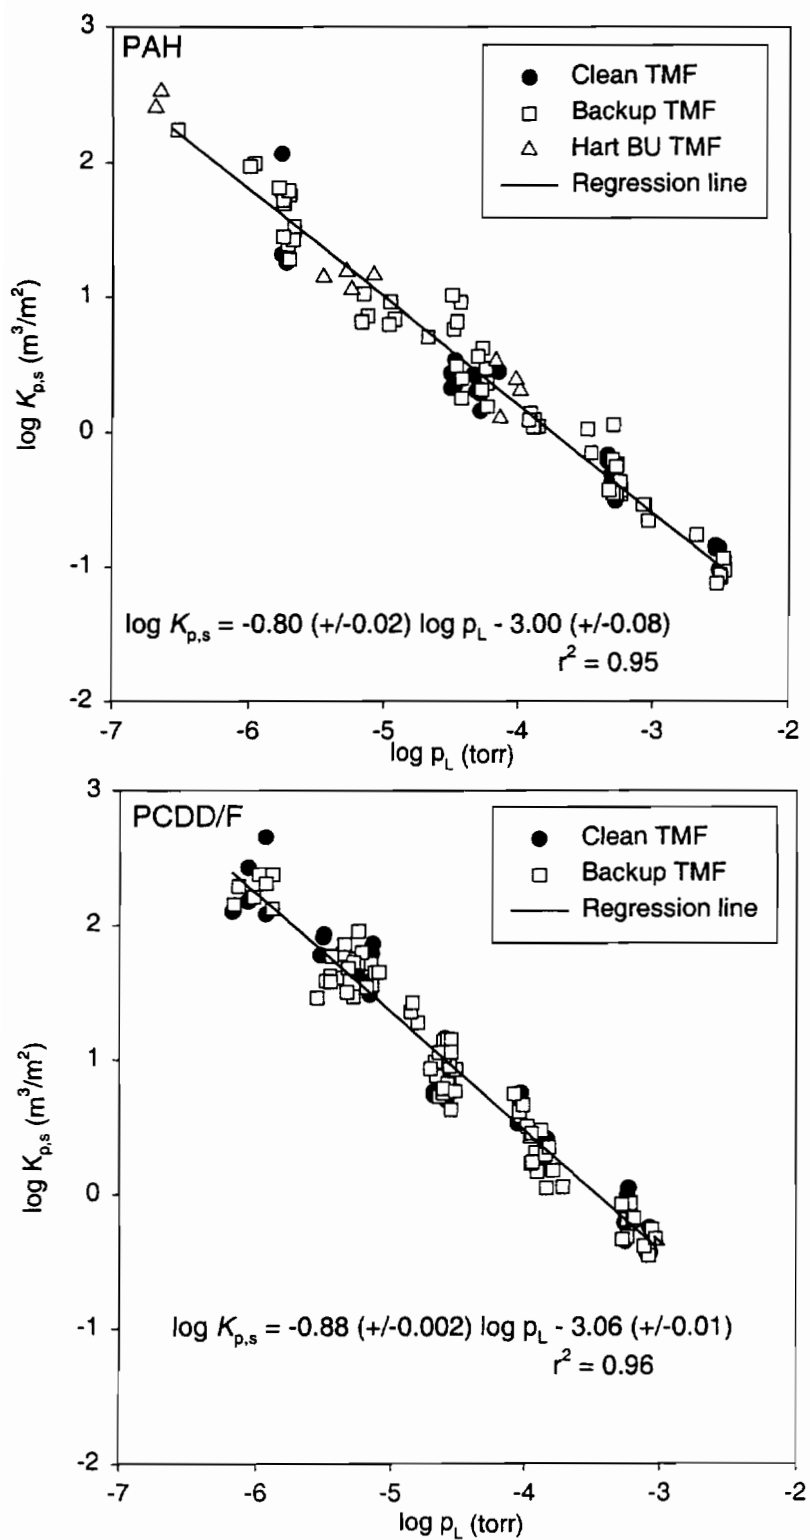 PAH
Clean TMF
Backup TMF
Hart BU TMF
Regression line
3
2
1
0
-1
-2
log Kp,s (m³/m²)
log Kp,s = -0.80 (+/-0.02) log pL - 3.00 (+/-0.08)
r² = 0.95
-7 -6 -5 -4 -3 -2
log pL (torr)
PCDD/F
Clean TMF
Backup TMF
Regression line
3
2
1
0
-1
-2
log Kp,s (m³/m²)
log Kp,s = -0.88 (+/-0.002) log pL - 3.06 (+/-0.01)
r² = 0.96
-7 -6 -5 -4 -3 -2
log pL (torr)